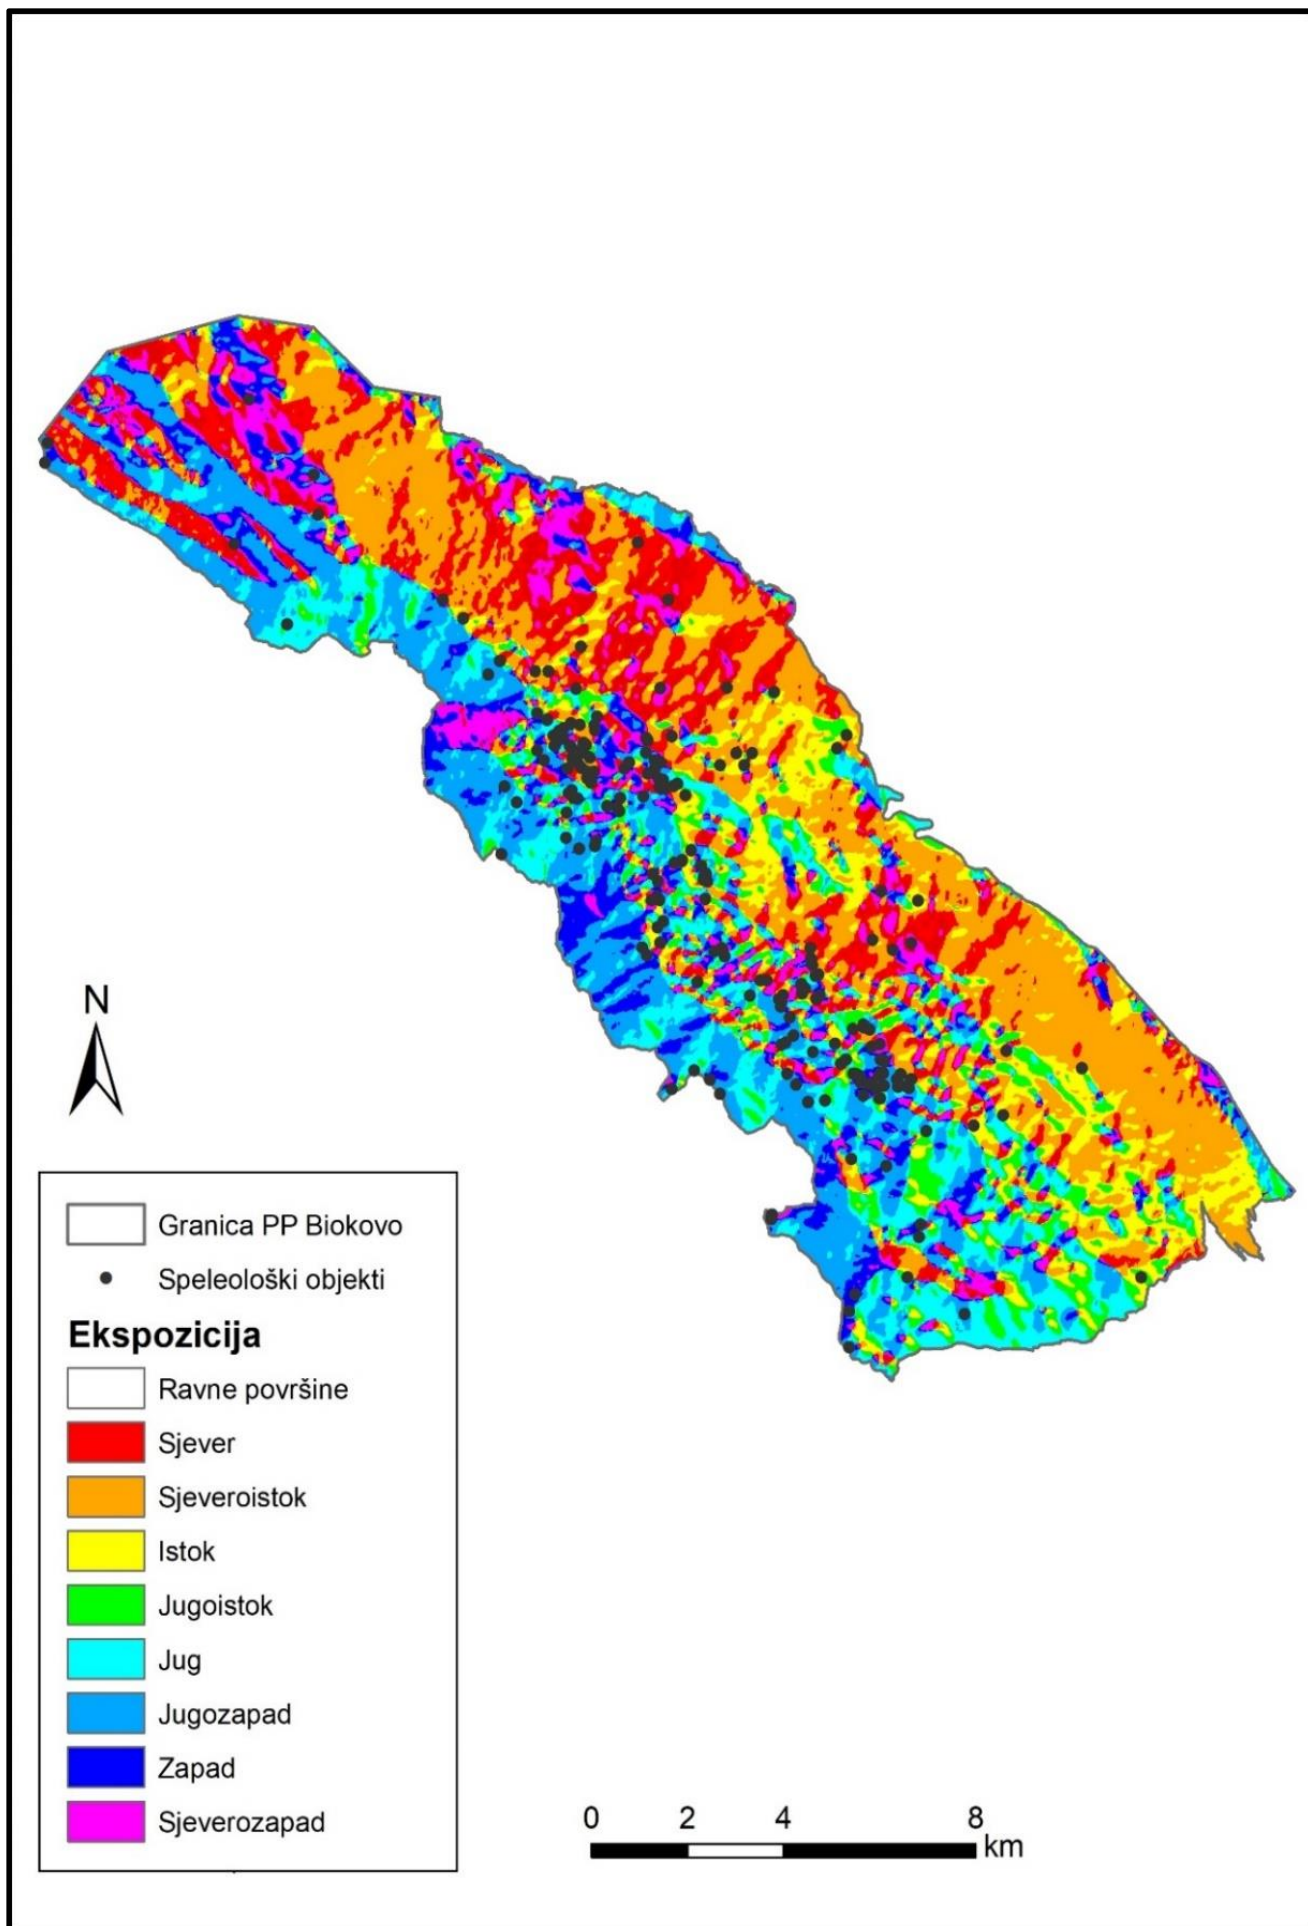 N
Granica PP Biokovo
Speleološki objekti
Ekspozicija
Ravne površine
Sjever
Sjeveroistok
Istok
Jugoistok
Jug
Jugozapad
Zapad
Sjeverozapad
0 2 4 8
km